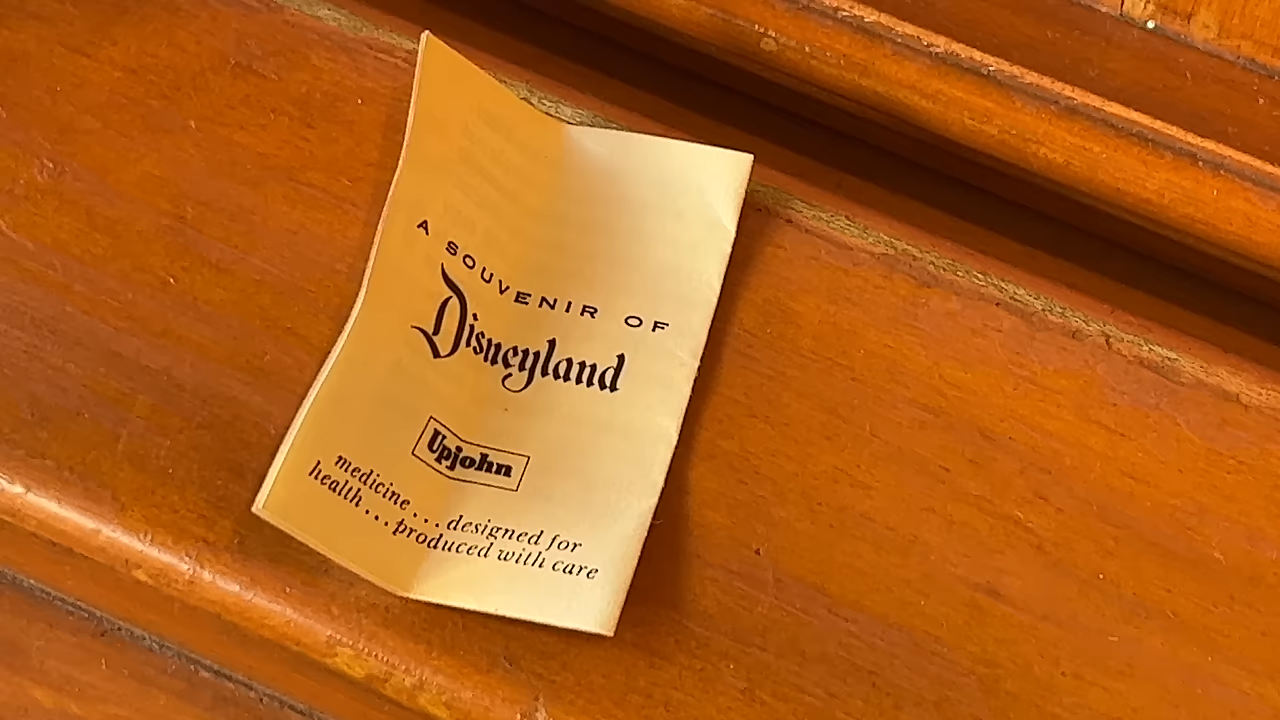 A SOUVENIR OF
Disneyland
Upjohn
medicine...designed for
health...produced with care